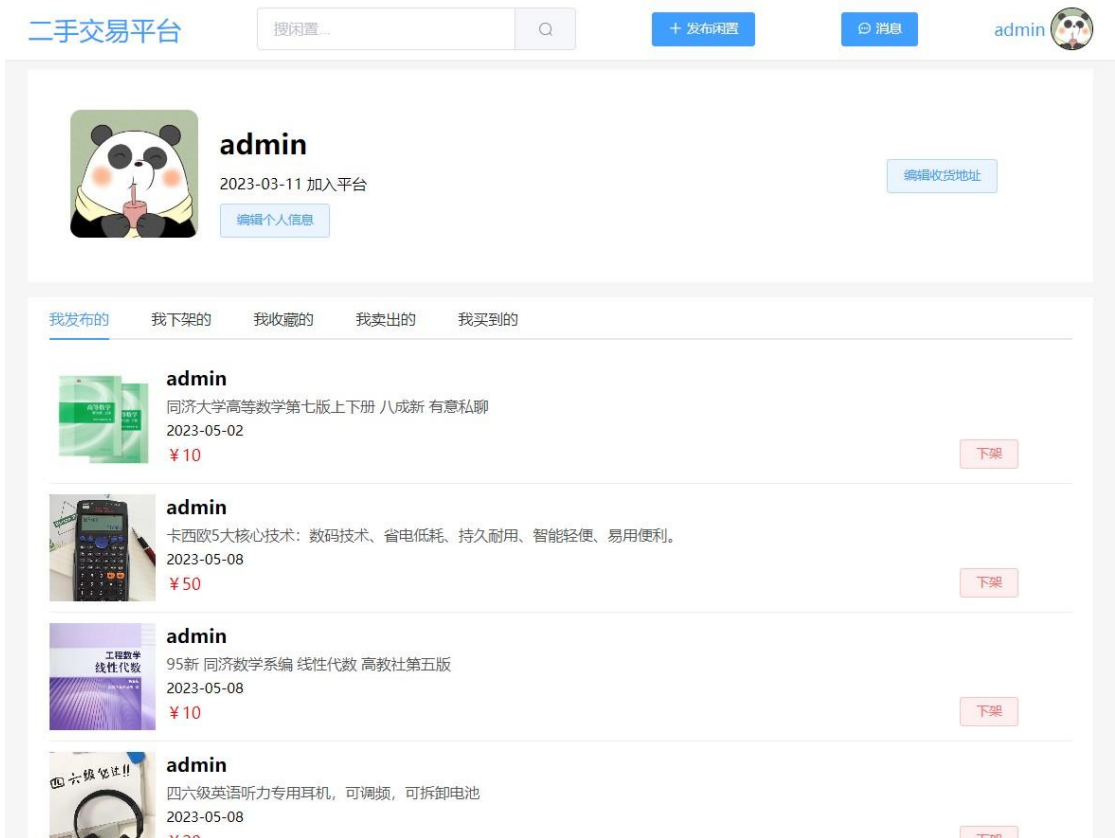 二手交易平台
搜闲置...
+ 发布闲置
消息
admin
admin
2023-03-11 加入平台
编辑个人信息
编辑收货地址
我发布的 我下架的 我收藏的 我卖出的 我买到的
高等数学
admin
同济大学高等数学第七版上下册 八成新 有意私聊
2023-05-02
¥10
下架
admin
卡西欧5大核心技术：数码技术、省电低耗、持久耐用、智能轻便、易用便利。
2023-05-08
¥50
下架
工程数学
线性代数
admin
95新 同济数学系编 线性代数 高教社第五版
2023-05-08
¥10
下架
四六级必过!!
admin
四六级英语听力专用耳机，可调频，可拆卸电池
2023-05-08
下架